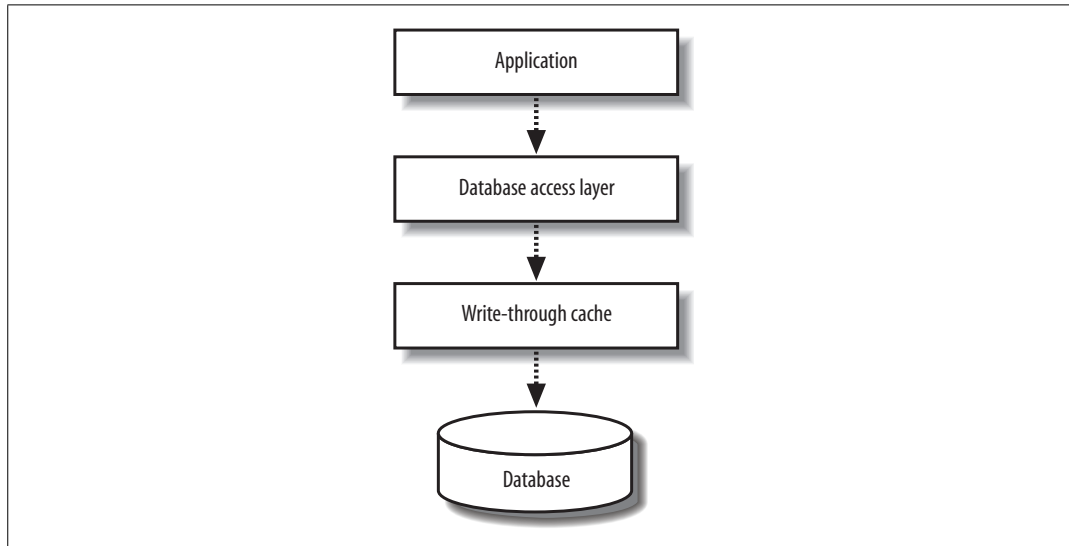 Application
Database access layer
Write-through cache
Database